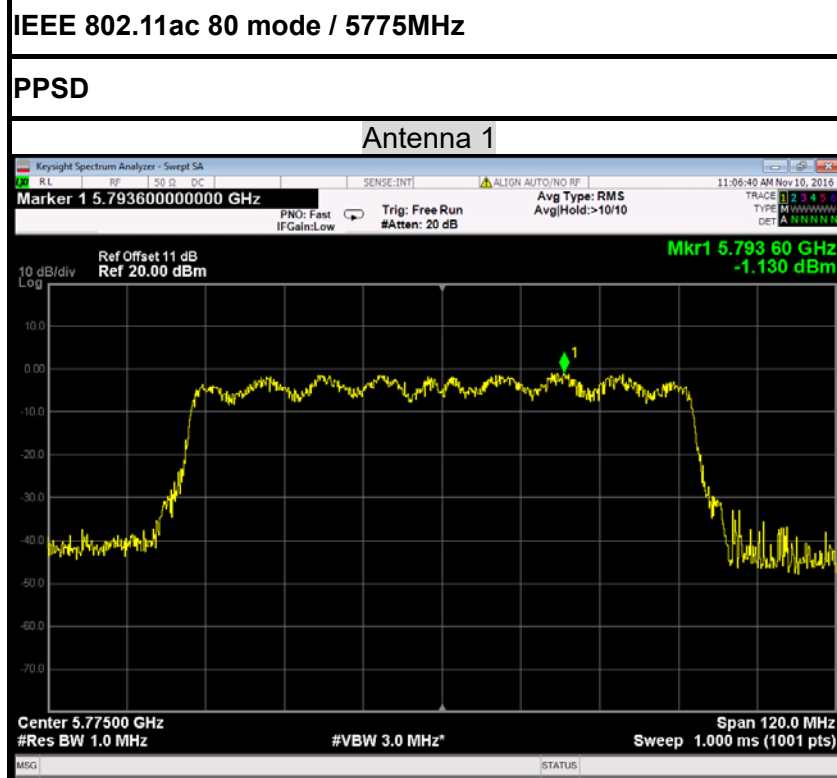 IEEE 802.11ac 80 mode / 5775MHz
PPSD
Antenna 1
Keysight Spectrum Analyzer - Swept SA
RL RF 50 Ω DC SENSE:INT ALIGN AUTO/NO RF 11:06:40 AM Nov 10, 2016
Marker 1 5.793600000000 GHz
PNO: Fast
IFGain:Low
Trig: Free Run
#Atten: 20 dB
Avg Type: RMS
Avg|Hold:>10/10
TRACE 1 2 3 4 5 6
TYPE M WWWWW
DET A N N N N N
Mkr1 5.793 60 GHz
-1.130 dBm
Ref Offset 11 dB
10 dB/div Ref 20.00 dBm
Log
10.0
0.00
-10.0
-20.0
-30.0
-40.0
-50.0
-60.0
-70.0
1
Center 5.77500 GHz Span 120.0 MHz
#Res BW 1.0 MHz #VBW 3.0 MHz* Sweep 1.000 ms (1001 pts)
MSG STATUS